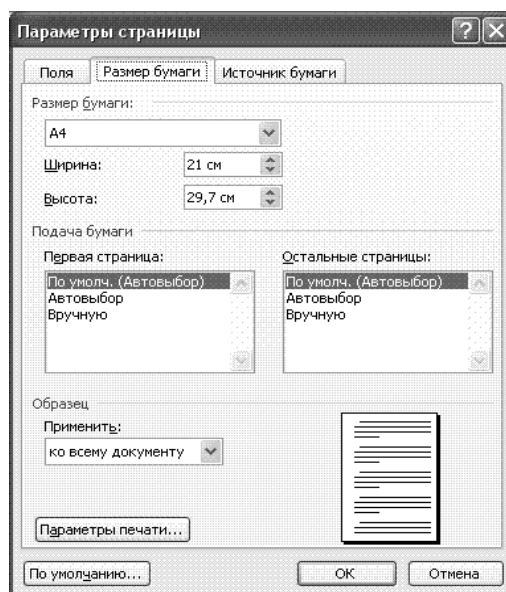 Параметры страницы
Поля Размер бумаги Источник бумаги
Размер бумаги:
A4
Ширина: 21 см
Высота: 29,7 см
Подача бумаги
Первая страница: Остальные страницы:
По умолч. (Автовыбор) По умолч. (Автовыбор)
Автовыбор Автовыбор
Вручную Вручную
Образец
Применить:
ко всему документу
Параметры печати...
По умолчанию... ОК Отмена